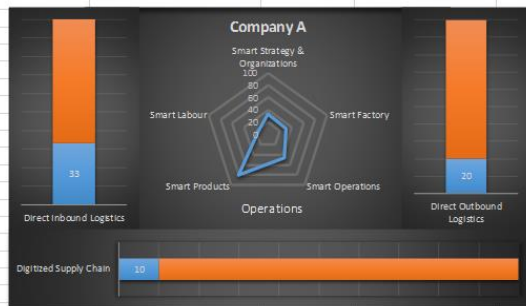 Company A
Smart Strategy &
Organizations
100
80
60
40
20
0
Smart Labour
Smart Factory
Smart Products
Smart Operations
Operations
33
Direct Inbound Logistics
20
Direct Outbound
Logistics
Digitized Supply Chain
10